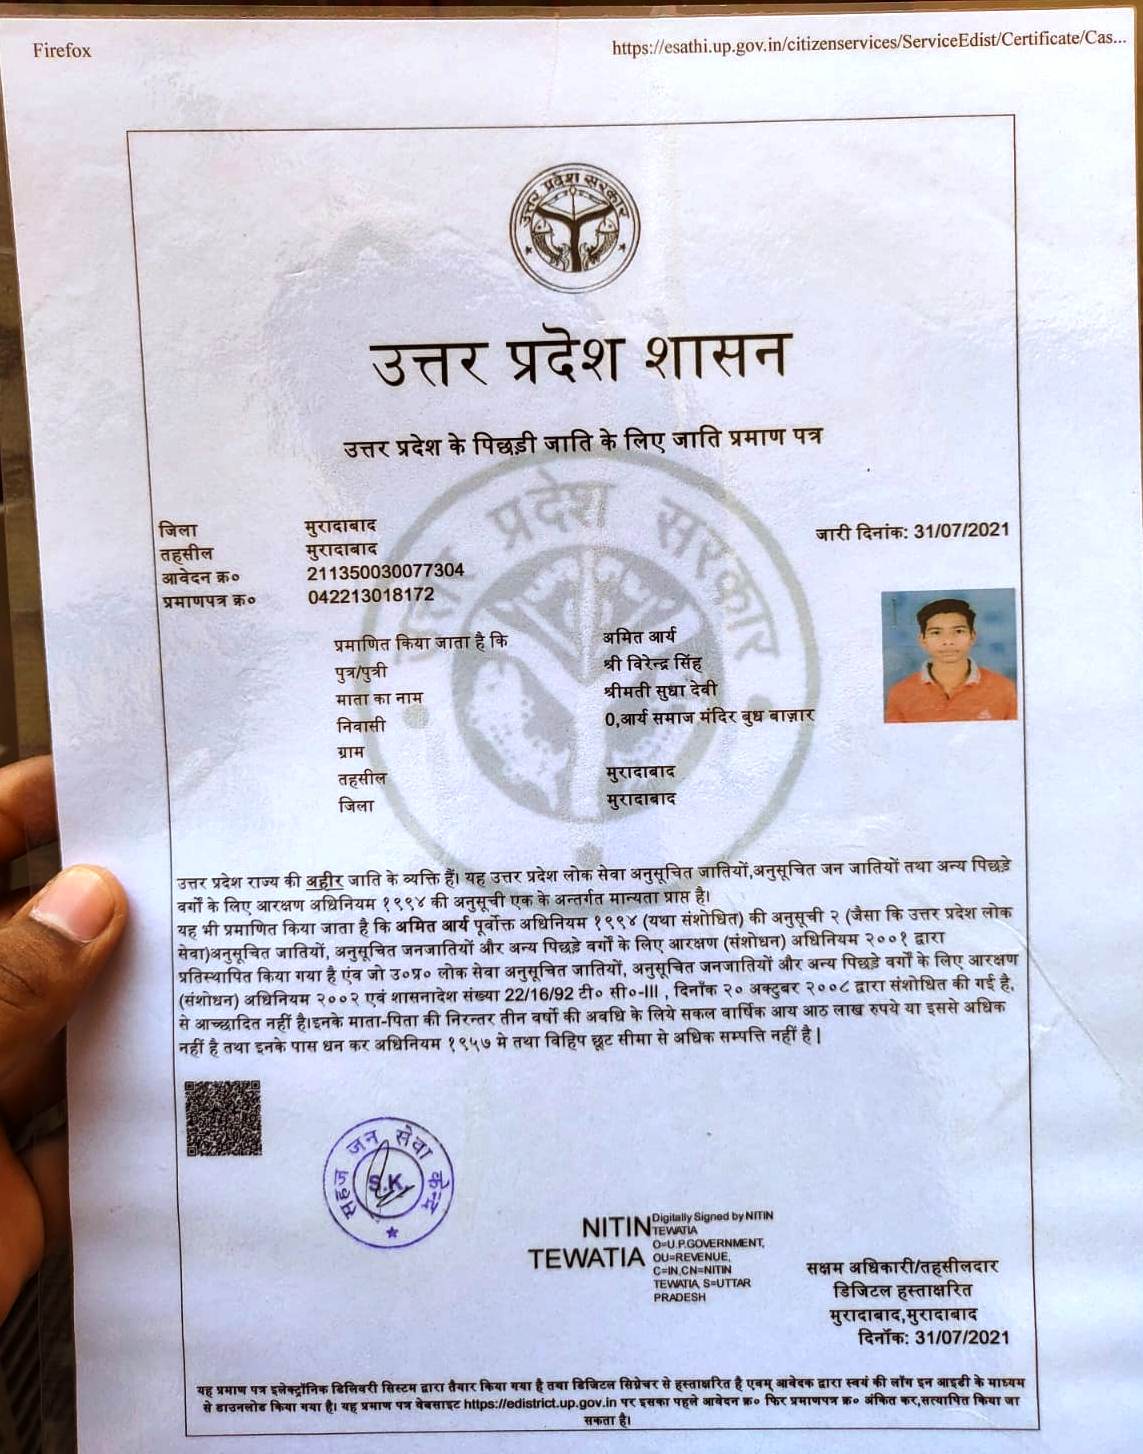 Firefox
https://esathi.up.gov.in/citizenservices/ServiceEdist/Certificate/Cas...
उत्तर प्रदेश सरकार
उत्तर प्रदेश शासन
उत्तर प्रदेश के पिछड़ी जाति के लिए जाति प्रमाण पत्र
उत्तर प्रदेश सरकार
जिला मुरादाबाद
जारी दिनांक: 31/07/2021
तहसील मुरादाबाद
आवेदन क्र० 211350030077304
प्रमाणपत्र क्र० 042213018172
प्रमाणित किया जाता है कि अमित आर्य
पुत्र/पुत्री श्री विरेन्द्र सिंह
माता का नाम श्रीमती सुधा देवी
निवासी 0,आर्य समाज मंदिर बुध बाज़ार
ग्राम
तहसील मुरादाबाद
जिला मुरादाबाद
उत्तर प्रदेश राज्य की अहीर जाति के व्यक्ति हैं। यह उत्तर प्रदेश लोक सेवा अनुसूचित जातियों,अनुसूचित जन जातियों तथा अन्य पिछड़े
वर्गों के लिए आरक्षण अधिनियम १९९४ की अनुसूची एक के अन्तर्गत मान्यता प्राप्त है।
यह भी प्रमाणित किया जाता है कि अमित आर्य पूर्वोक्त अधिनियम १९९४ (यथा संशोधित) की अनुसूची २ (जैसा कि उत्तर प्रदेश लोक
सेवा)अनुसूचित जातियों, अनुसूचित जनजातियों और अन्य पिछड़े वर्गों के लिए आरक्षण (संशोधन) अधिनियम २००१ द्वारा
प्रतिस्थापित किया गया है एंव जो उ०प्र० लोक सेवा अनुसूचित जातियों, अनुसूचित जनजातियों और अन्य पिछड़े वर्गों के लिए आरक्षण
(संशोधन) अधिनियम २००२ एवं शासनादेश संख्या 22/16/92 टी० सी०-III , दिनाँक २० अक्टुबर २००८ द्वारा संशोधित की गई है,
से आच्छादित नहीं है।इनके माता-पिता की निरन्तर तीन वर्षो की अवधि के लिये सकल वार्षिक आय आठ लाख रुपये या इससे अधिक
नहीं है तथा इनके पास धन कर अधिनियम १९५७ मे तथा विहिप छूट सीमा से अधिक सम्पत्ति नहीं है |
सहज जन सेवा केन्द्र
S.K.
NITIN
TEWATIA
Digitally Signed by NITIN
TEWATIA
O=U.P.GOVERNMENT,
OU=REVENUE,
C=IN,CN=NITIN
TEWATIA, S=UTTAR
PRADESH
सक्षम अधिकारी/तहसीलदार
डिजिटल हस्ताक्षरित
मुरादाबाद,मुरादाबाद
दिनॉक: 31/07/2021
यह प्रमाण पत्र इलेक्ट्रॉनिक डिलिवरी सिस्टम द्वारा तैयार किया गया है तथा डिजिटल सिग्नेचर से हस्ताक्षरित है एवम् आवेदक द्वारा स्वयं की लॉग इन आइडी के माध्यम
से डाउनलोड किया गया है। यह प्रमाण पत्र वेबसाइट https://edistrict.up.gov.in पर इसका पहले आवेदन क्र० फिर प्रमाणपत्र क्र० अंकित कर,सत्यापित किया जा
सकता है।